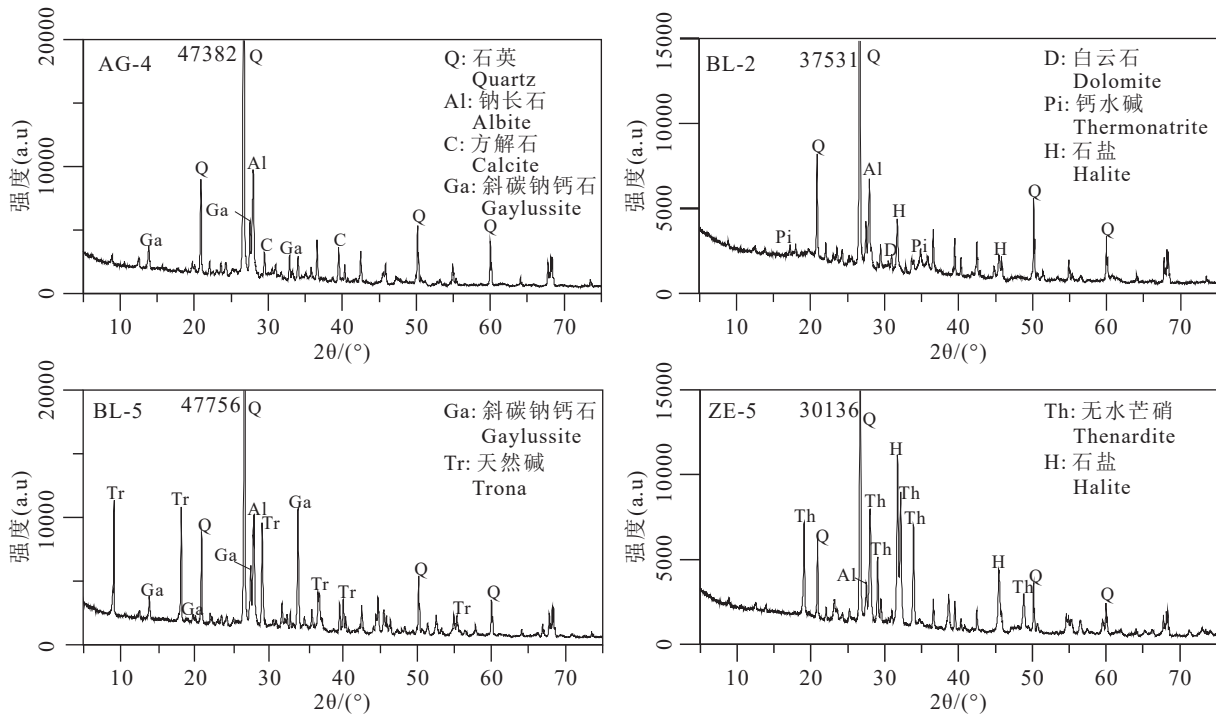 20000
10000
0
强度(a.u)
AG-4
47382
Q
Q: 石英
Quartz
Al: 钠长石
Albite
C: 方解石
Calcite
Ga: 斜碳钠钙石
Gaylussite
Ga
Q
Ga
Al
C
Ga
C
Q
Q
10 20 30 40 50 60 70
2θ/(°)
15000
10000
5000
0
强度(a.u)
BL-2
37531
Q
D: 白云石
Dolomite
Pi: 钙水碱
Thermonatrite
H: 石盐
Halite
Pi
Q
Al
D
H
Pi
H
Q
Q
10 20 30 40 50 60 70
2θ/(°)
20000
10000
0
强度(a.u)
BL-5
47756
Q
Ga: 斜碳钠钙石
Gaylussite
Tr: 天然碱
Trona
Tr
Ga
Tr
Ga
Q
Ga
Al
Tr
Ga
Tr
Tr
Q
Tr
Q
10 20 30 40 50 60 70
2θ/(°)
15000
10000
5000
0
强度(a.u)
ZE-5
30136
Q
Th: 无水芒硝
Thenardite
H: 石盐
Halite
Th
Q
Al
Th
Th
H
Th
Th
H
Th
Q
Q
10 20 30 40 50 60 70
2θ/(°)